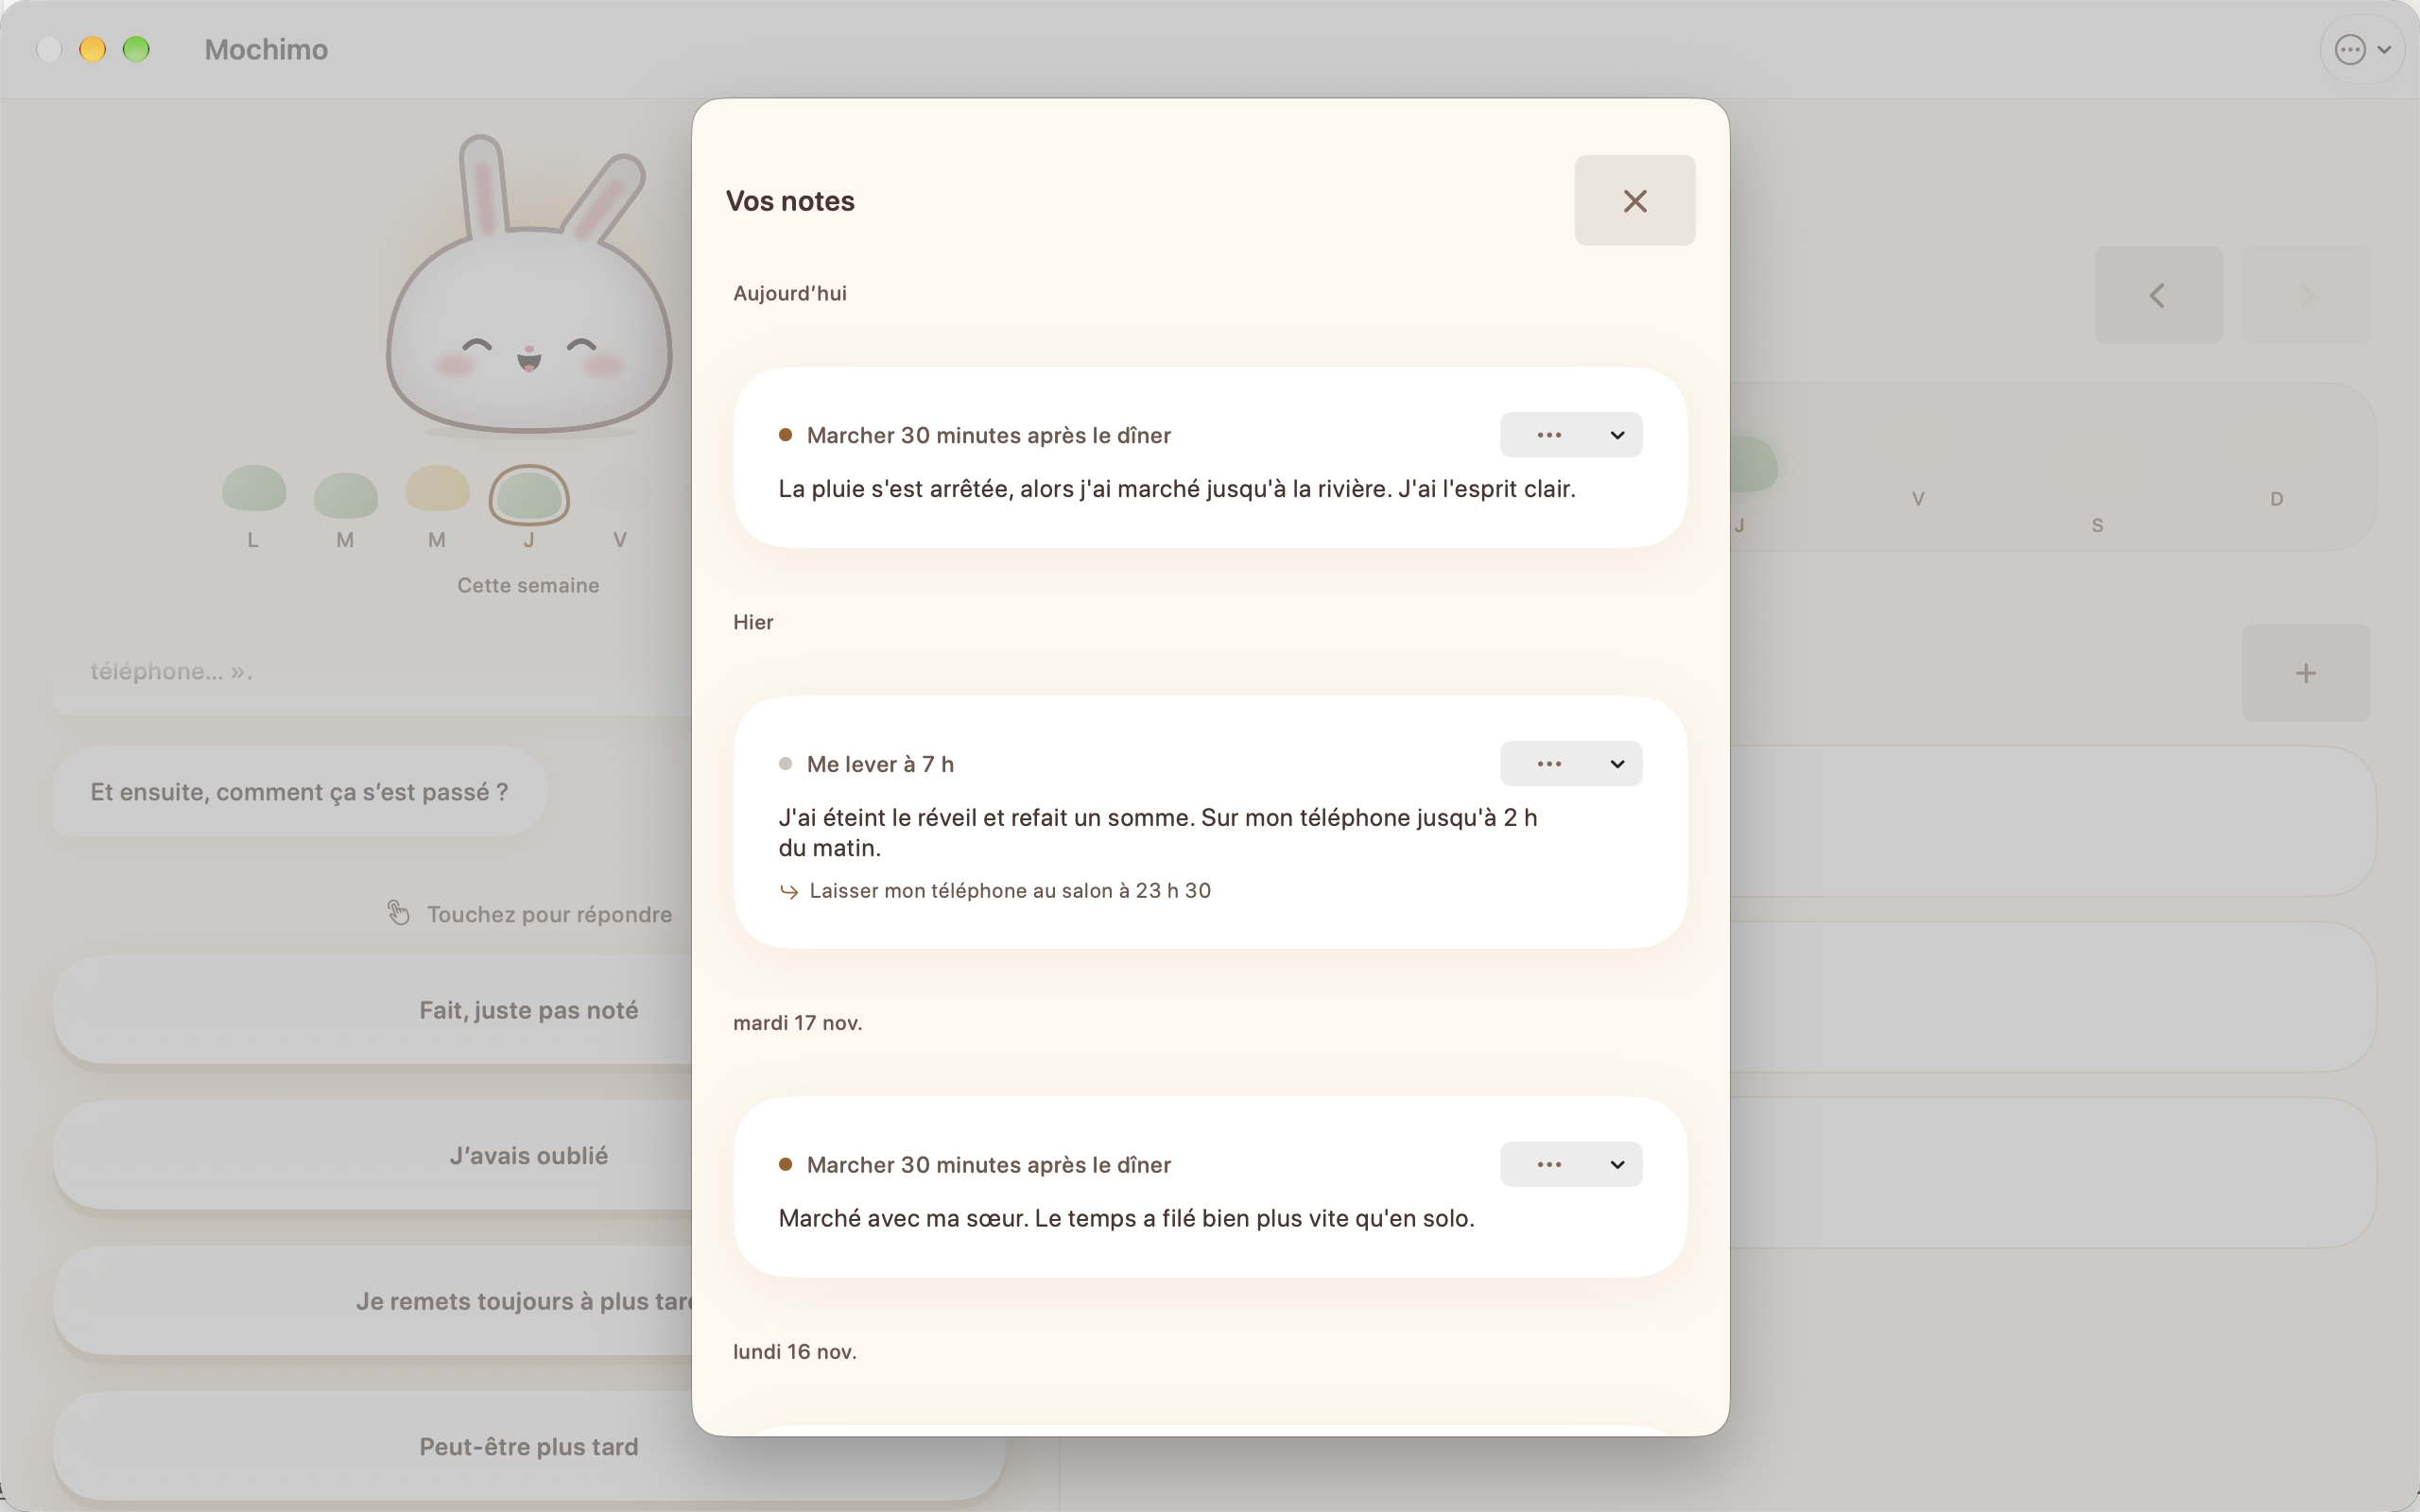 Mochimo
L
M
M
J
V
Cette semaine
téléphone… ».
Et ensuite, comment ça s’est passé ?
Touchez pour répondre
Fait, juste pas noté
J’avais oublié
Je remets toujours à plus
Peut-être plus tard
Vos notes
Aujourd’hui
Marcher 30 minutes après le dîner
La pluie s'est arrêtée, alors j'ai marché jusqu'à la rivière. J'ai l'esprit clair.
Hier
Me lever à 7 h
J'ai éteint le réveil et refait un somme. Sur mon téléphone jusqu'à 2 h
du matin.
Laisser mon téléphone au salon à 23 h 30
mardi 17 nov.
Marcher 30 minutes après le dîner
Marché avec ma sœur. Le temps a filé bien plus vite qu'en solo.
lundi 16 nov.
J
V
S
D